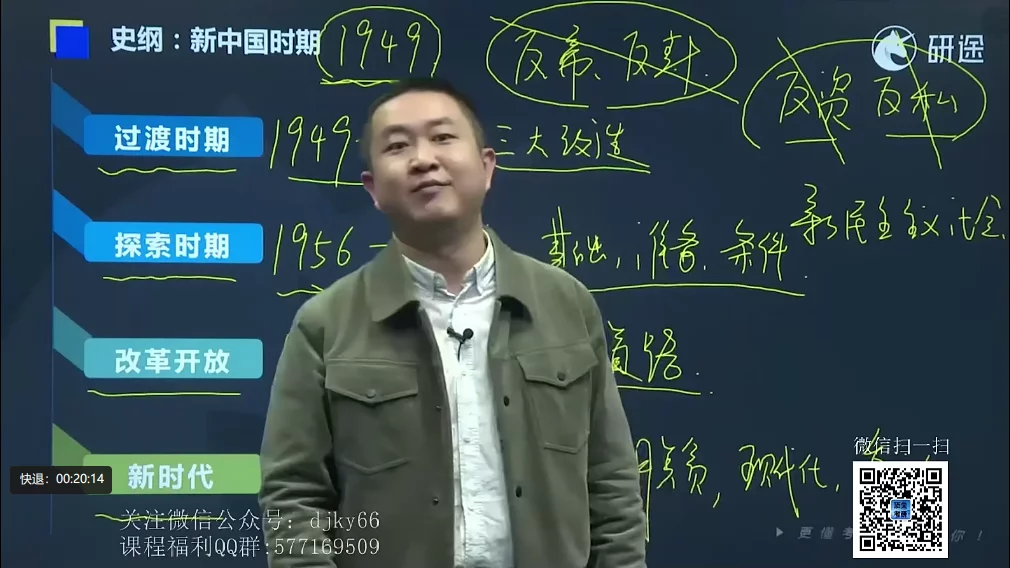 史纲：新中国时期 1949 反帝、反封. 研途
反资 反私
过渡时期 1949 三大改造
新民主主义社会.
探索时期 1956 基础,准备,条件.
改革开放 道路.
现代化,
微信扫一扫
新时代
快退：00:20:14
关注微信公众号：djky66
课程福利QQ群:577169509
更懂考
你！